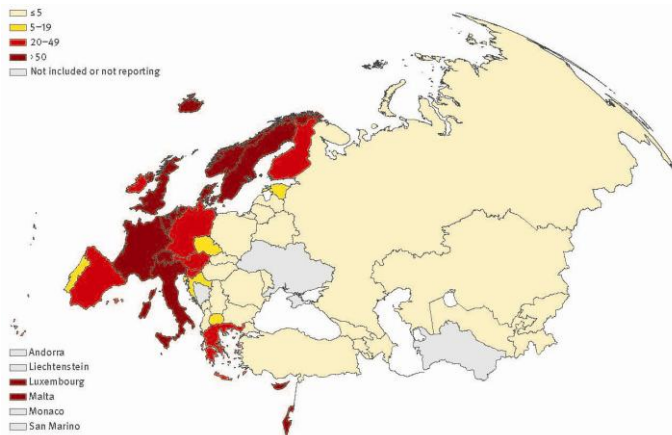 ≤5
5–19
20–49
>50
Not included or not reporting
Andorra
Liechtenstein
Luxembourg
Malta
Monaco
San Marino